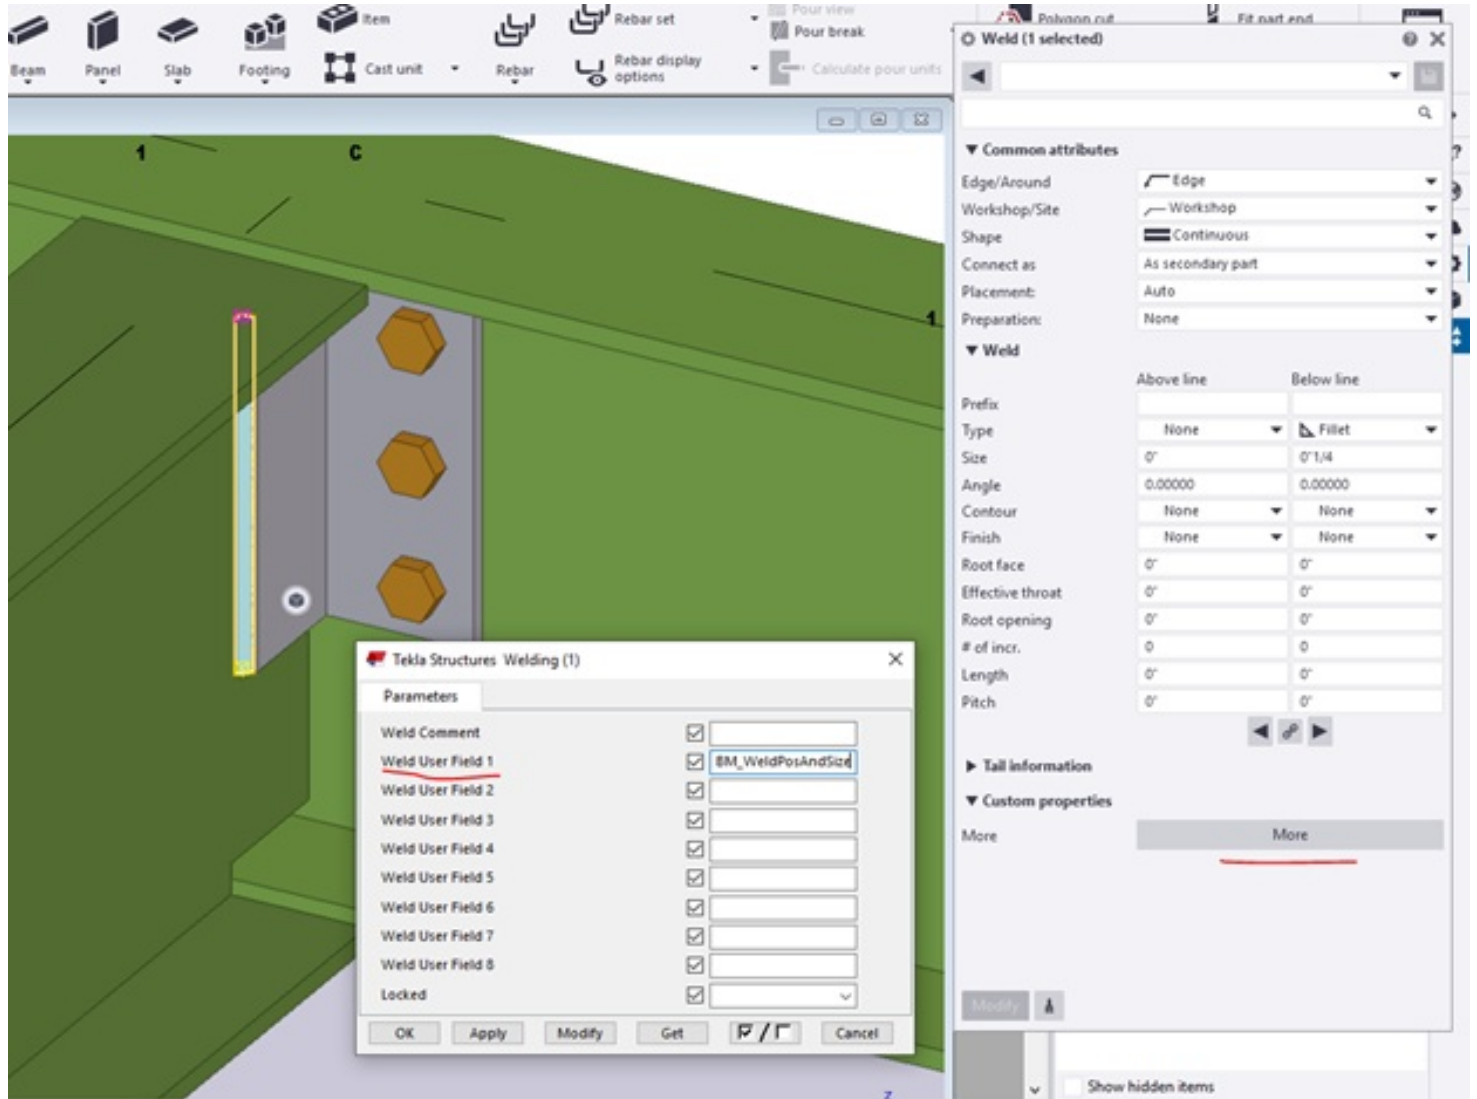 Item
Rebar set
Pour view
Pour break
Polygon cut
Fit part end
Beam
Panel
Slab
Footing
Cast unit
Rebar
Rebar display
options
Calculate pour units
Weld (1 selected)
1
C
1
Common attributes
Edge/Around Edge
Workshop/Site Workshop
Shape Continuous
Connect as As secondary part
Placement: Auto
Preparation: None
Weld
Above line Below line
Prefix
Type None Fillet
Size 0" 0"1/4
Angle 0.00000 0.00000
Contour None None
Finish None None
Root face 0" 0"
Effective throat 0" 0"
Root opening 0" 0"
# of incr. 0 0
Length 0" 0"
Pitch 0" 0"
Tail information
Custom properties
More More
Modify
Show hidden items
Tekla Structures Welding (1)
Parameters
Weld Comment
Weld User Field 1 BM_WeldPosAndSize
Weld User Field 2
Weld User Field 3
Weld User Field 4
Weld User Field 5
Weld User Field 6
Weld User Field 7
Weld User Field 8
Locked
OK Apply Modify Get / Cancel
z